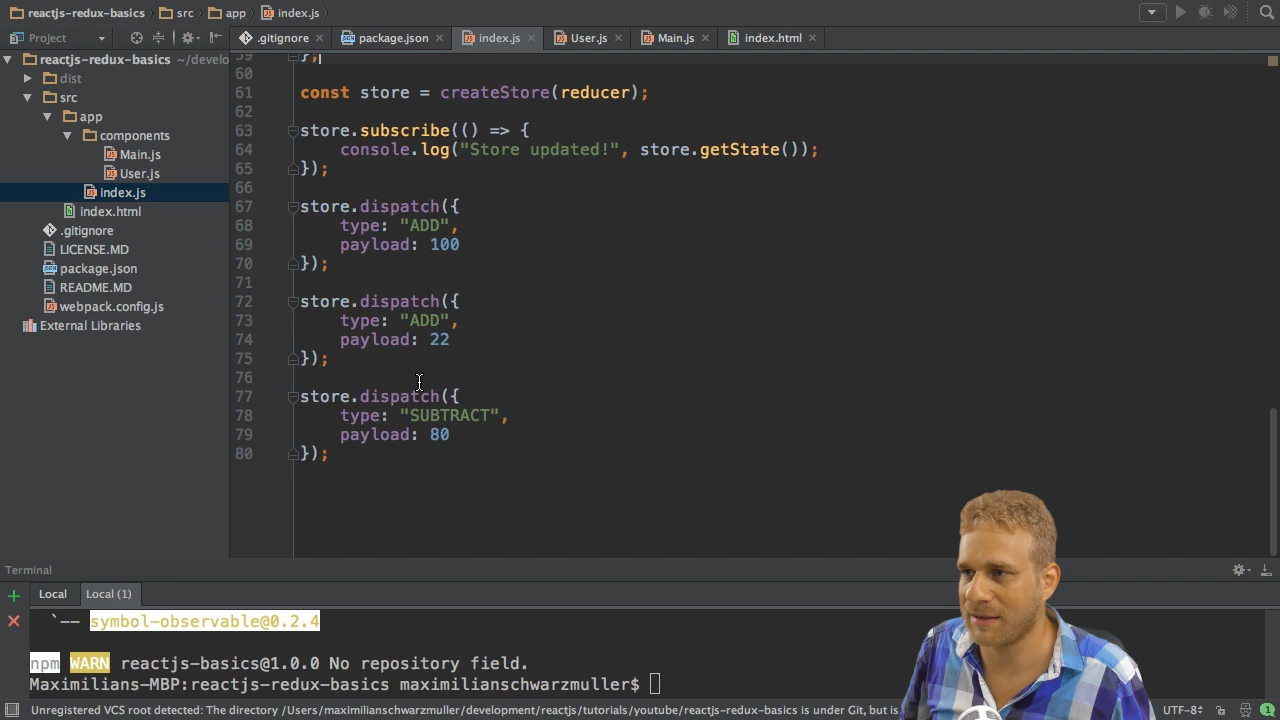 reactjs-redux-basics src app index.js
Project
.gitignore package.json index.js User.js Main.js index.html
reactjs-redux-basics ~/develo
dist
src
app
components
Main.js
User.js
index.js
index.html
.gitignore
LICENSE.MD
package.json
README.MD
webpack.config.js
External Libraries
59 };
60
61 const store = createStore(reducer);
62
63 store.subscribe(() => {
64 console.log("Store updated!", store.getState());
65 });
66
67 store.dispatch({
68 type: "ADD",
69 payload: 100
70 });
71
72 store.dispatch({
73 type: "ADD",
74 payload: 22
75 });
76
77 store.dispatch({
78 type: "SUBTRACT",
79 payload: 80
80 });
Terminal
Local Local (1)
`-- symbol-observable@0.2.4
npm WARN reactjs-basics@1.0.0 No repository field.
Maximilians-MBP:reactjs-redux-basics maximilianschwarzmuller$
Unregistered VCS root detected: The directory /Users/maximilianschwarzmuller/development/reactjs/tutorials/youtube/reactjs-redux-basics is under Git, but is UTF-8 1